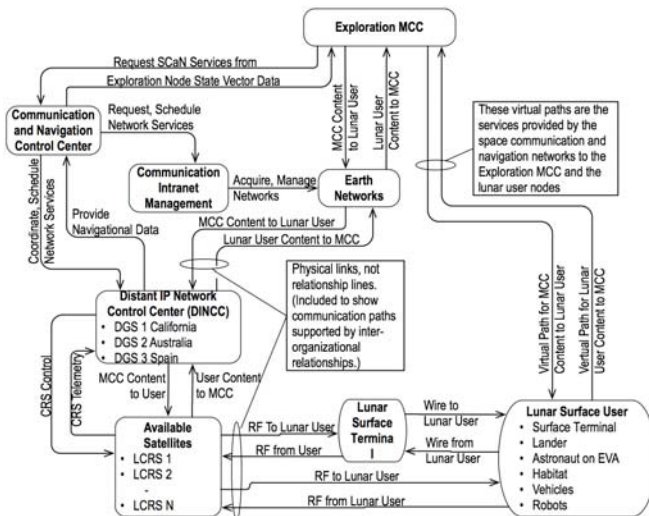 Exploration MCC
Request SCaN Services from
Exploration Node State Vector Data
Communication
and Navigation
Control Center
Request, Schedule
Network Services
MCC Content
to Lunar User
Lunar User
Content to MCC
These virtual paths are the
services provided by the
space communication and
navigation networks to the
Exploration MCC and the
lunar user nodes
Communication
Intranet
Management
Acquire, Manage
Networks
Earth
Networks
Coordinate, Schedule
Network Services
Provide
Navigational Data
MCC Content to Lunar User
Lunar User Content to MCC
Physical links, not
relationship lines.
(Included to show
communication paths
supported by inter-
organizational
relationships.)
Distant IP Network
Control Center (DINCC)
• DGS 1 California
• DGS 2 Australia
• DGS 3 Spain
Virtual Path for MCC
Content to Lunar User
Vertual Path for Lunar
User Content to MCC
CRS Control
CRS Telemetry
MCC Content
to User
User Content
to MCC
Available
Satellites
• LCRS 1
• LCRS 2
-
• LCRS N
RF To Lunar User
RF from User
Lunar
Surface
Termina
l
Wire to
Lunar User
Wire from
Lunar User
RF to Lunar User
RF from Lunar User
Lunar Surface User
• Surface Terminal
• Lander
• Astronaut on EVA
• Habitat
• Vehicles
• Robots